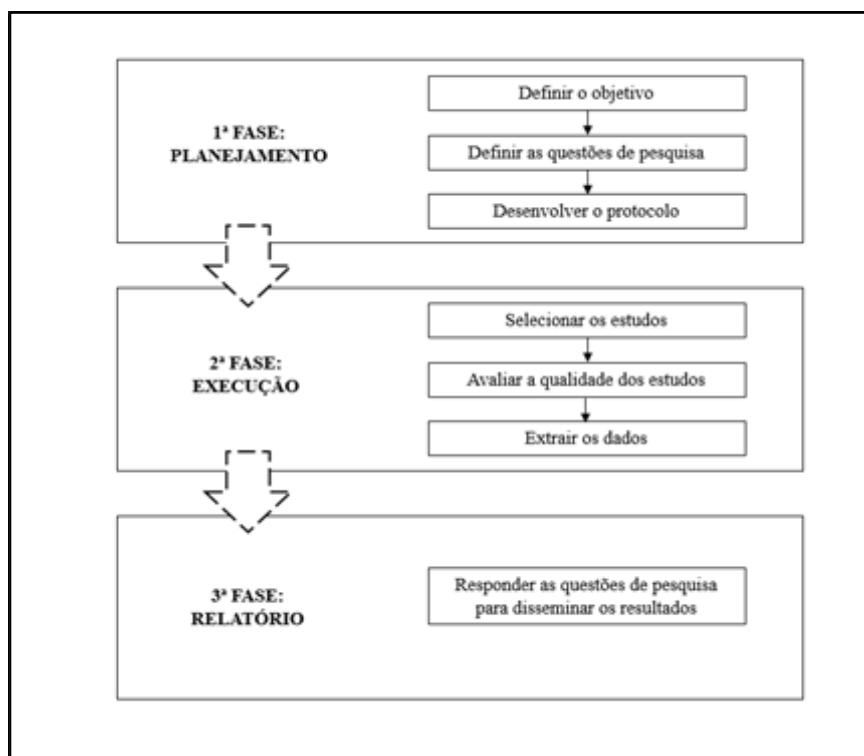 1ª FASE:
PLANEJAMENTO
Definir o objetivo
Definir as questões de pesquisa
Desenvolver o protocolo
2ª FASE:
EXECUÇÃO
Selecionar os estudos
Avaliar a qualidade dos estudos
Extrair os dados
3ª FASE:
RELATÓRIO
Responder as questões de pesquisa
para disseminar os resultados